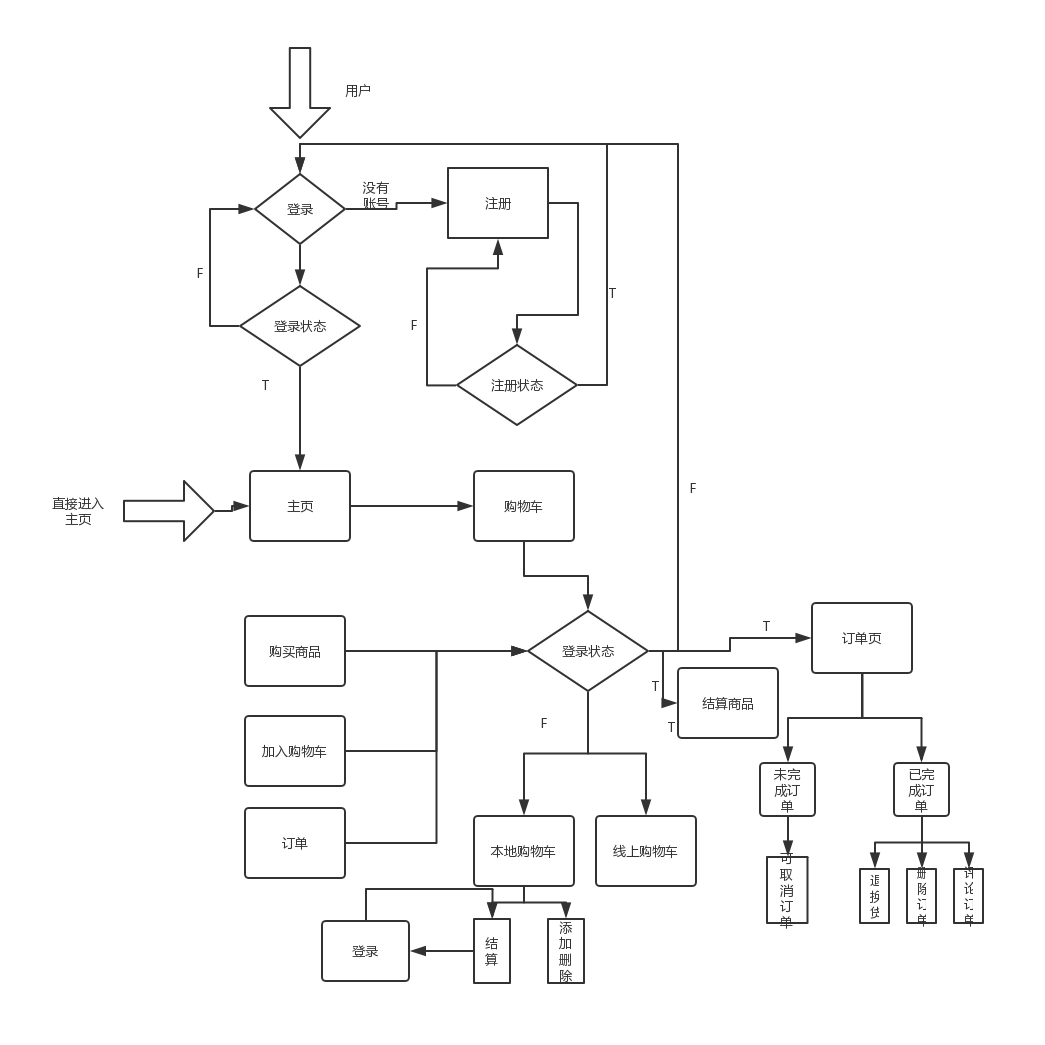 用户
没有
账号
登录
注册
F
T
F
登录状态
T
注册状态
F
直接进入
主页
主页
购物车
T
订单页
购买商品
登录状态
T
结算商品
F
T
加入购物车
未完
成订
单
已完
成订
单
订单
本地购物车
线上购物车
可
取
消
订
单
退
换
货
删
除
订
单
评
论
订
单
登录
结
算
添
加
删
除